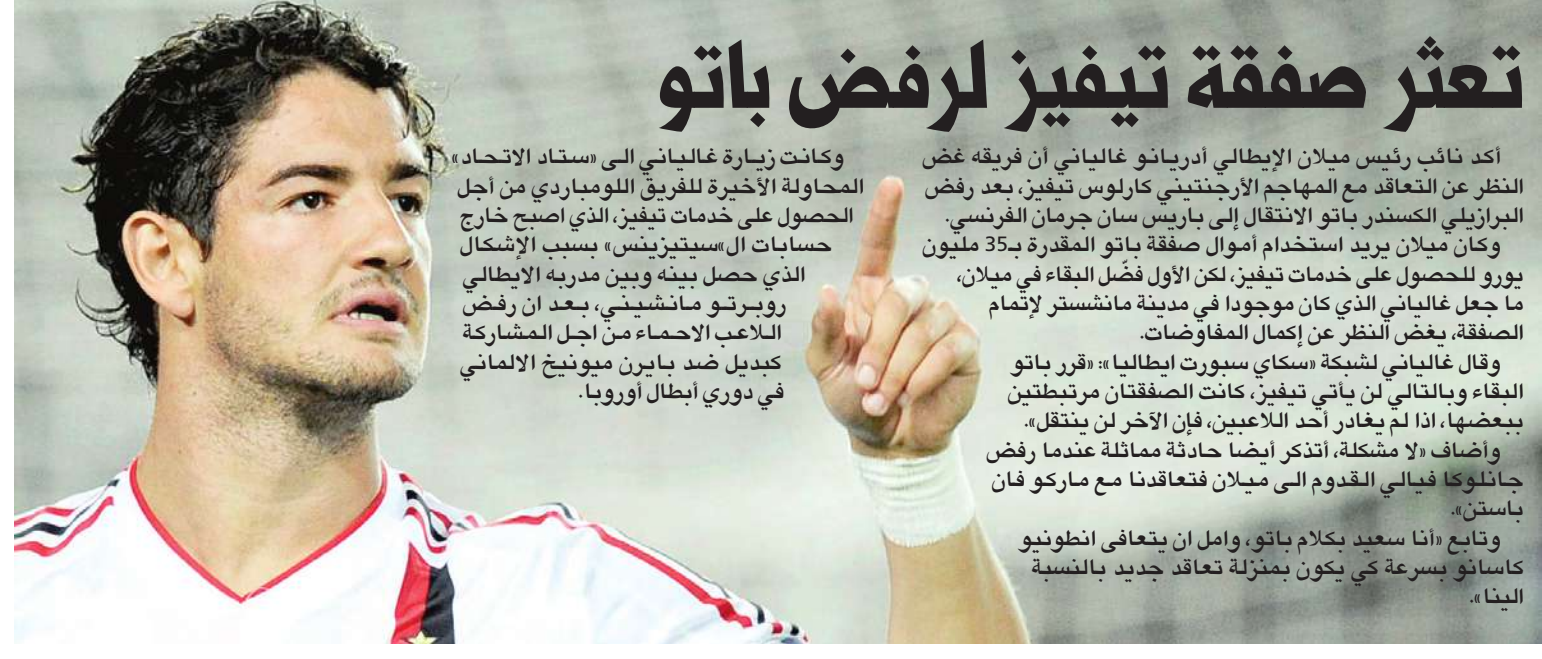 تعثر صفقة تيفيز لرفض باتو
أكد نائب رئيس ميلان الإيطالي أدريانو غالياني أن فريقه غض
النظر عن التعاقد مع المهاجم الأرجنتيني كارلوس تيفيز، بعد رفض
البرازيلي الكسندر باتو الانتقال إلى باريس سان جرمان الفرنسي.
وكان ميلان يريد استخدام أموال صفقة باتو المقدرة بـ35 مليون
يورو للحصول على خدمات تيفيز، لكن الأول فضّل البقاء في ميلان،
ما جعل غالياني الذي كان موجودا في مدينة مانشستر لإتمام
الصفقة، يغض النظر عن إكمال المفاوضات.
وقال غالياني لشبكة «سكاي سبورت ايطاليا»: «قرر باتو
البقاء وبالتالي لن يأتي تيفيز، كانت الصفقتان مرتبطتين
ببعضها، اذا لم يغادر أحد اللاعبين، فإن الآخر لن ينتقل».
وأضاف «لا مشكلة، أتذكر أيضا حادثة مماثلة عندما رفض
جانلوكا فيالي القدوم الى ميلان فتعاقدنا مع ماركو فان
باستن».
وتابع «أنا سعيد بكلام باتو، وامل ان يتعافى انطونيو
كاسانو بسرعة كي يكون بمنزلة تعاقد جديد بالنسبة
الينا».
وكانت زيارة غالياني الى «ستاد الاتحاد»
المحاولة الأخيرة للفريق اللومباردي من أجل
الحصول على خدمات تيفيز، الذي اصبح خارج
حسابات ال»سيتيزينس» بسبب الإشكال
الذي حصل بينه وبين مدربه الايطالي
روبرتو مانشيني، بعد ان رفض
اللاعب الاحماء من اجل المشاركة
كبديل ضد بايرن ميونيخ الالماني
في دوري أبطال أوروبا.